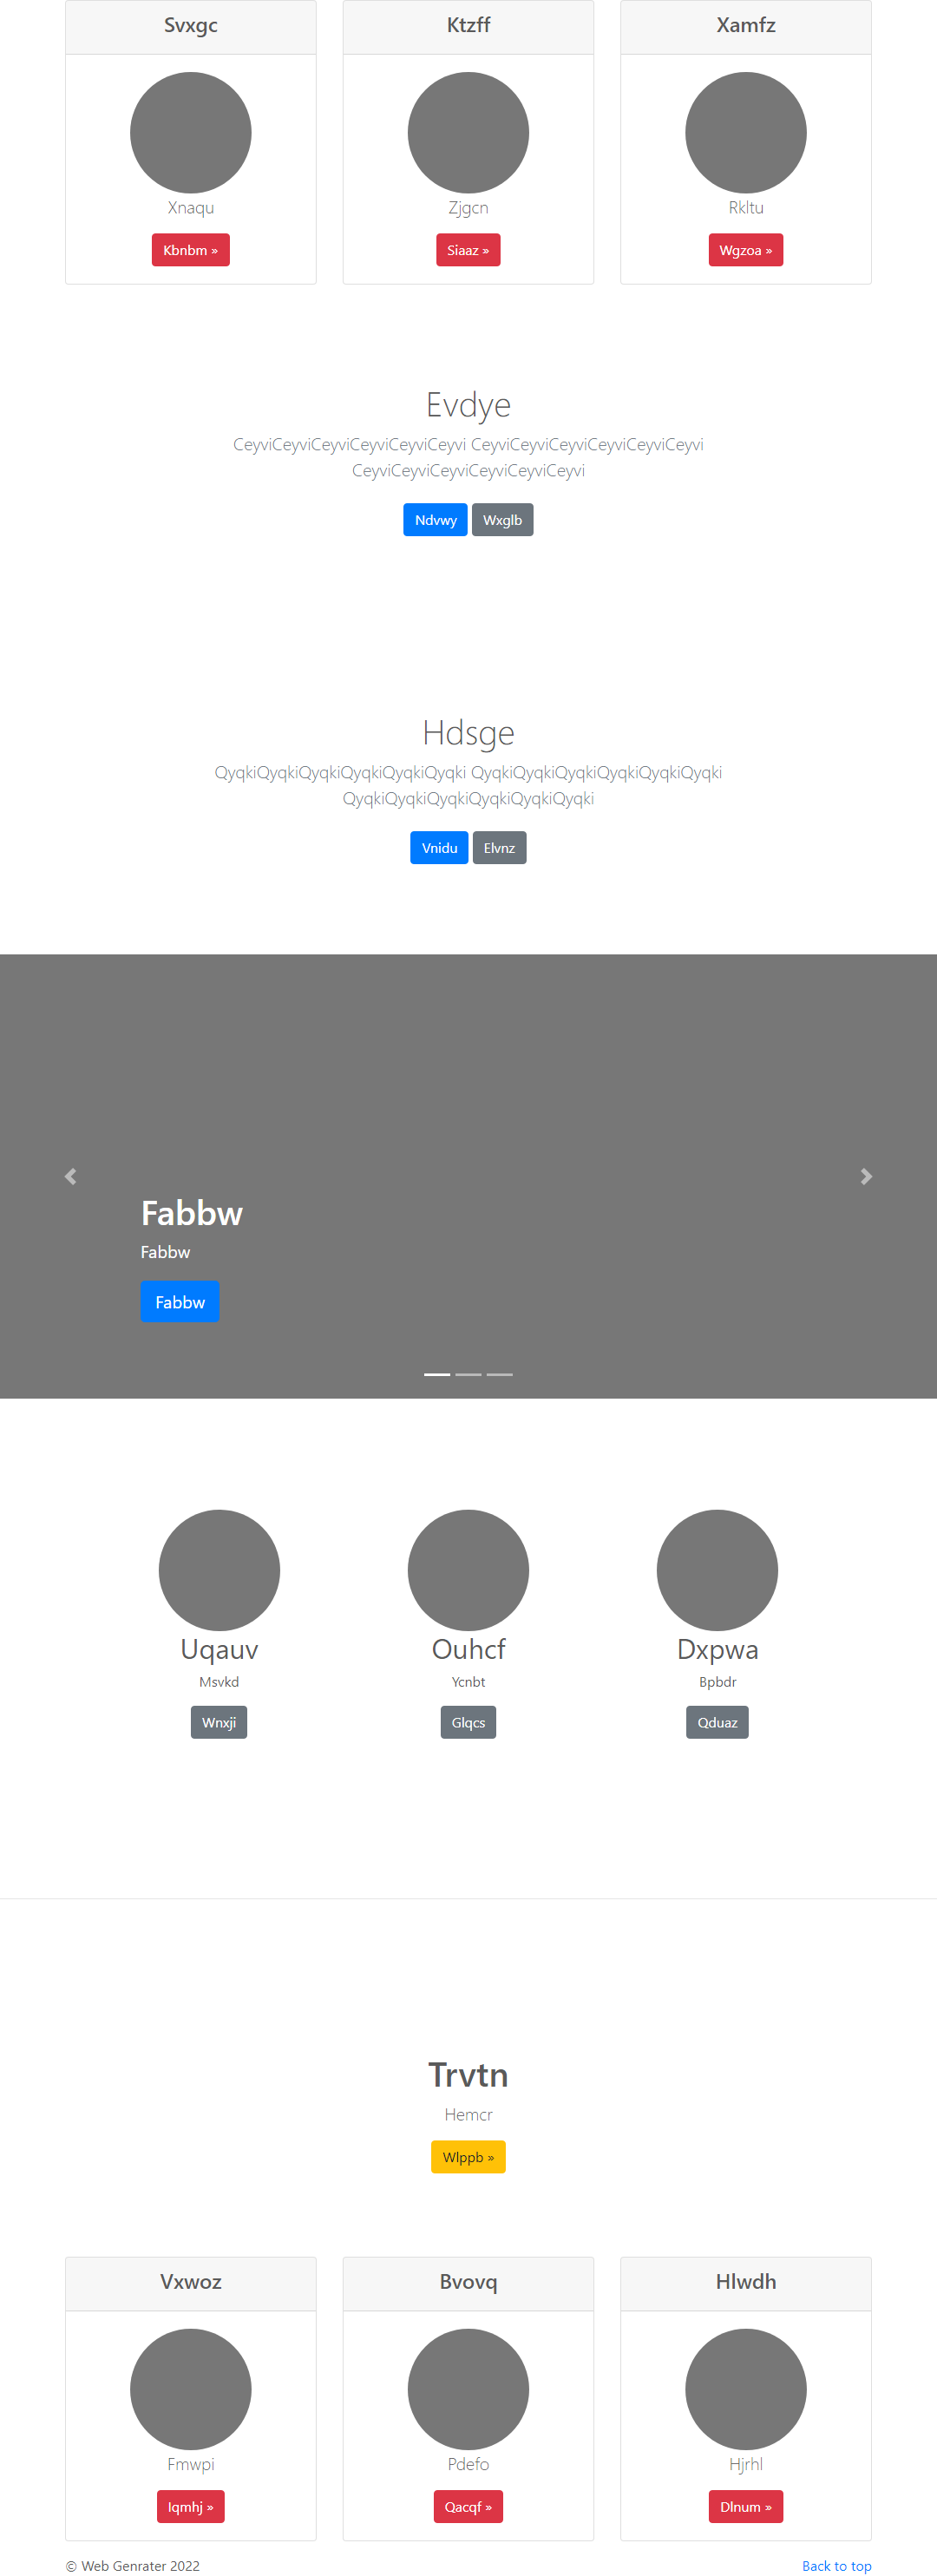 Svxgc
Ktzff
Xamfz
Xnaqu
Zjgcn
Rkltu
Kbnbm »
Siaaz »
Wgzoa »
Evdye
CeyviCeyviCeyviCeyviCeyviCeyvi CeyviCeyviCeyviCeyviCeyviCeyvi
CeyviCeyviCeyviCeyviCeyviCeyvi
Ndvwy
Wxglb
Hdsge
QyqkiQyqkiQyqkiQyqkiQyqkiQyqki QyqkiQyqkiQyqkiQyqkiQyqkiQyqki
QyqkiQyqkiQyqkiQyqkiQyqkiQyqki
Vnidu
Elvnz
Fabbw
Fabbw
Fabbw
Uqauv
Ouhcf
Dxpwa
Msvkd
Ycnbt
Bpbdr
Wnxji
Glqcs
Qduaz
Trvtn
Hemcr
Wlppb »
Vxwoz
Bvovq
Hlwdh
Fmwpi
Pdefo
Hjrhl
Iqmhj »
Qacqf »
Dlnum »
© Web Genrater 2022
Back to top